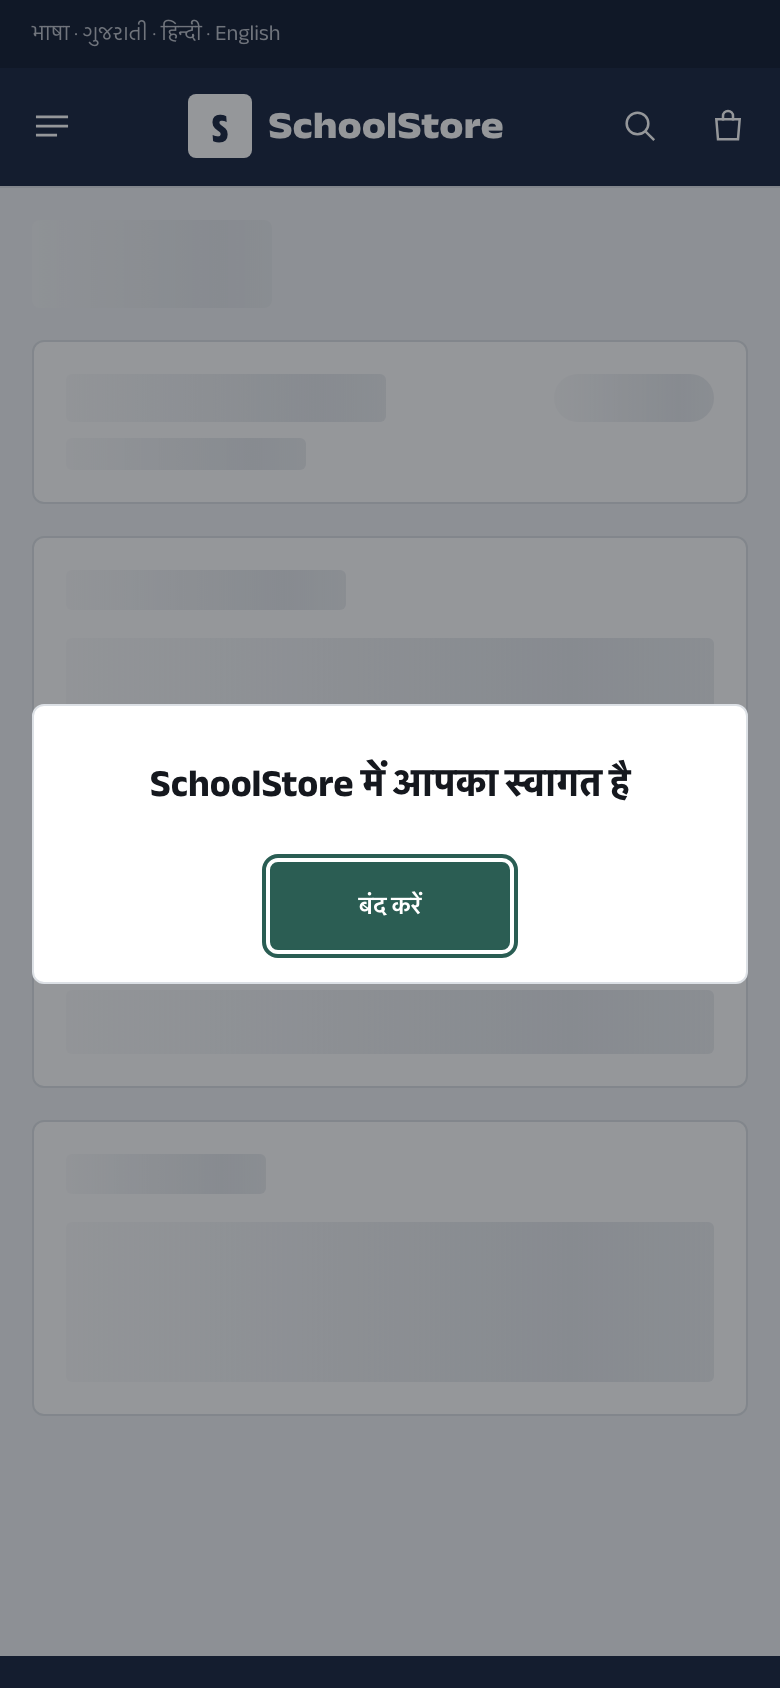 भाषा · ગુજરાતી · हिन्दी · English
S SchoolStore
SchoolStore में आपका स्वागत है
बंद करें